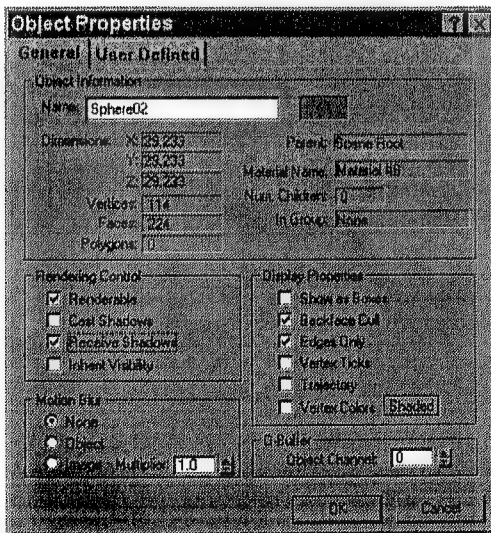 Object Properties
General User Defined
Object Information
Name: Sphere02
Dimensions: X: 29.233 Parent: Scene Root
Y: 29.233 Material Name: Material #8
Z: 29.233 Num. Children: 0
Vertices: 114 In Group: None
Faces: 224
Polygons: 0
Rendering Control
Renderable
Cast Shadows
Receive Shadows
Inherit Visibility
Display Properties
Show as Boxes
Backface Cull
Edges Only
Vertex Ticks
Trajectory
Vertex Colors Shaded
Motion Blur
None
Object
Image Multiplier: 1.0
G-Buffer
Object Channel: 0
OK Cancel